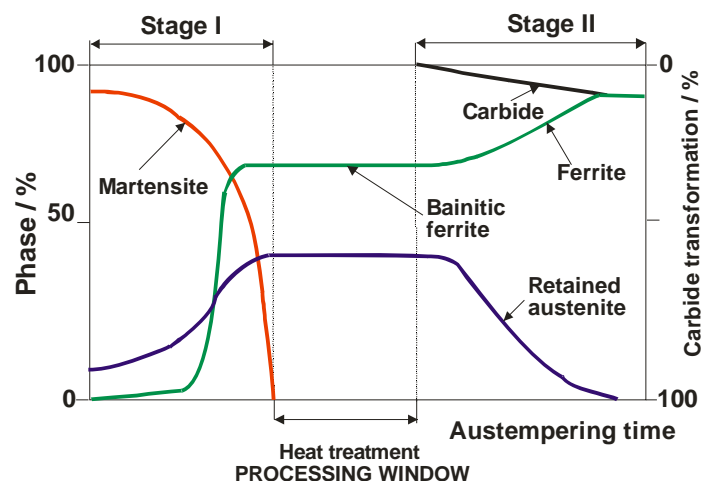 Stage I
Stage II
100
0
Carbide
Martensite
Ferrite
Bainitic
ferrite
50
Phase / %
Carbide transformation / %
Retained
austenite
0
100
Austempering time
Heat treatment
PROCESSING WINDOW